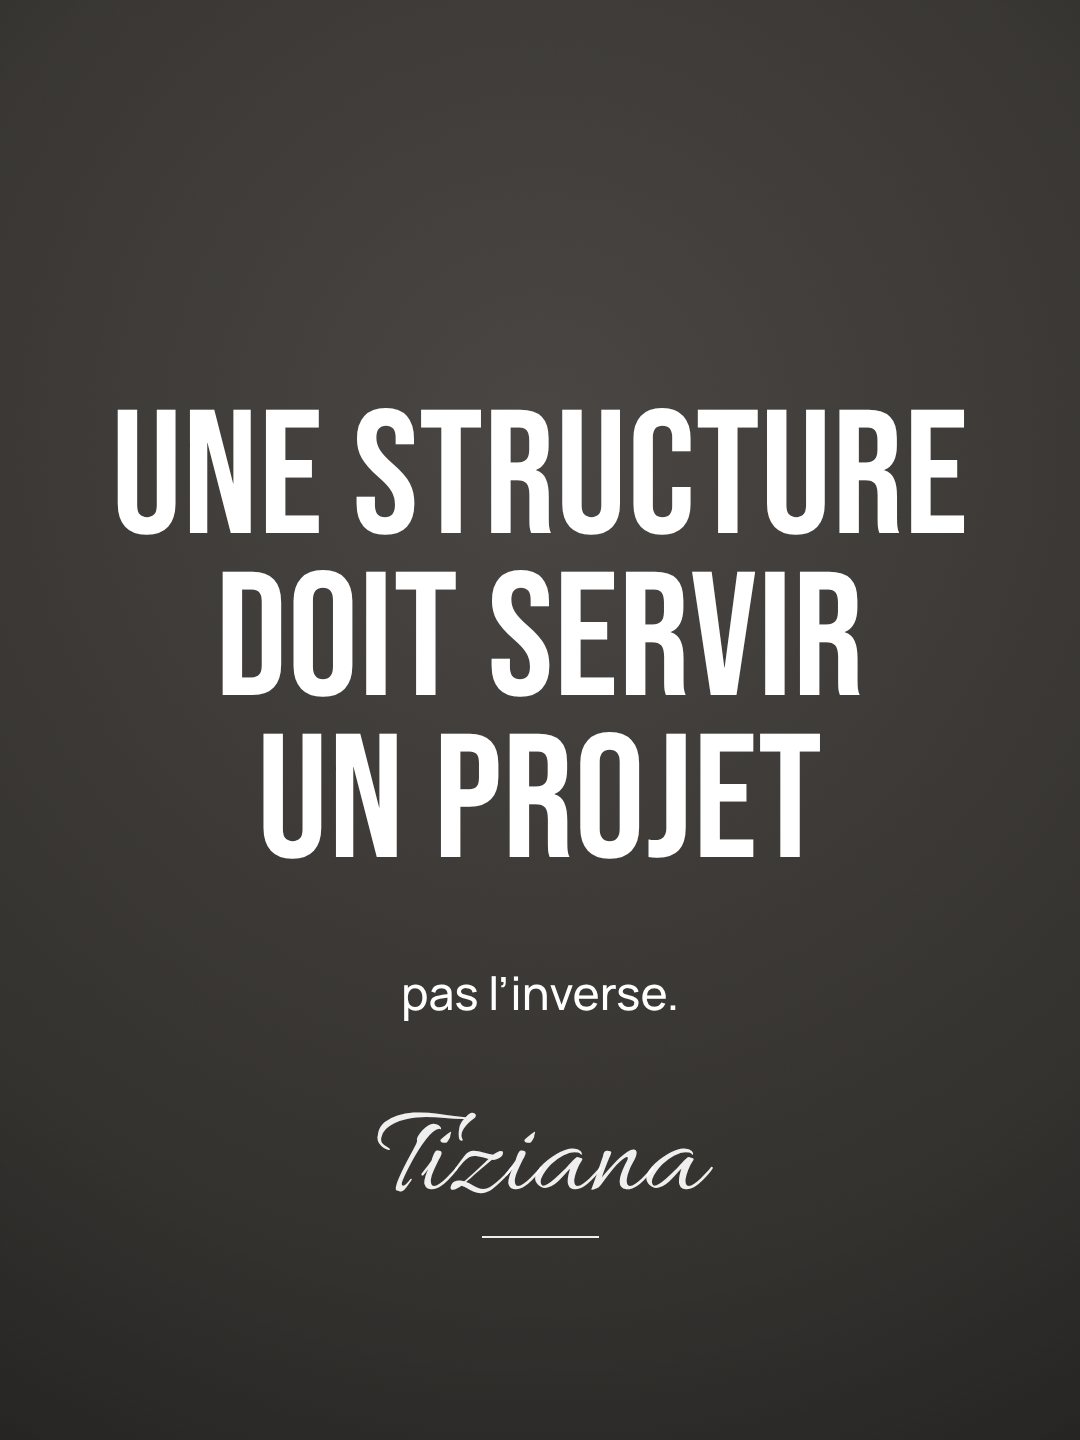 UNE STRUCTURE
DOIT SERVIR
UN PROJET
pas l’inverse.
Tiziana